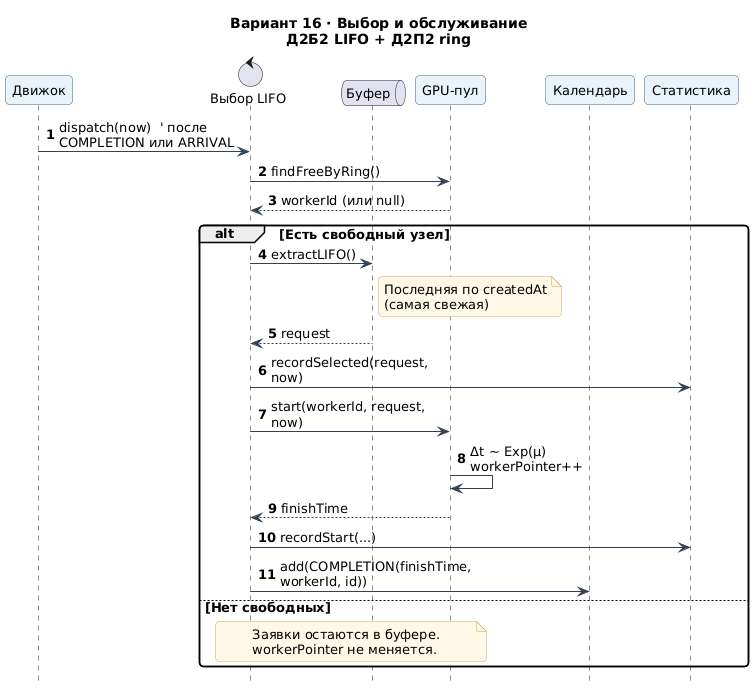 Вариант 16 · Выбор и обслуживание
Д2Б2 LIFO + Д2П2 ring
Движок
Выбор LIFO
Буфер
GPU-пул
Календарь
Статистика
1 dispatch(now)  ' после
COMPLETION или ARRIVAL
2 findFreeByRing()
3 workerId (или null)
alt [Есть свободный узел]
4 extractLIFO()
Последняя по createdAt
(самая свежая)
5 request
6 recordSelected(request,
now)
7 start(workerId, request,
now)
8 Δt ~ Exp(μ)
workerPointer++
9 finishTime
10 recordStart(...)
11 add(COMPLETION(finishTime,
workerId, id))
[Нет свободных]
Заявки остаются в буфере.
workerPointer не меняется.